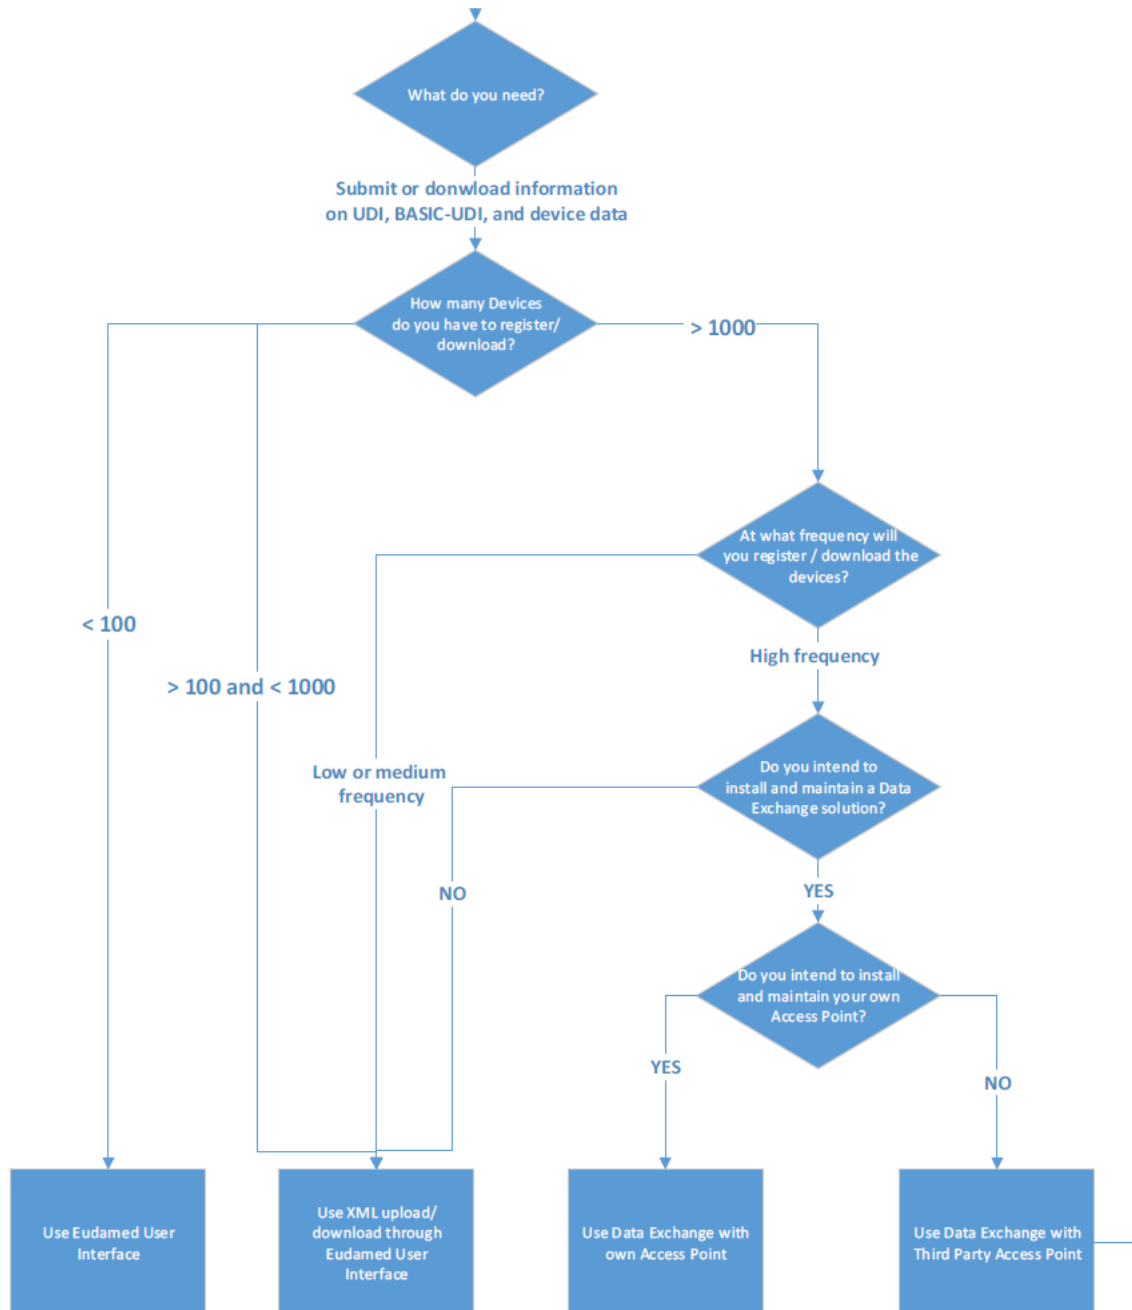 What do you need?
Submit or donwload information
on UDI, BASIC-UDI, and device data
How many Devices
do you have to register/
download?
> 1000
At what frequency will
you register / download the
devices?
< 100
High frequency
> 100 and < 1000
Low or medium
frequency
Do you intend to
install and maintain a Data
Exchange solution?
NO
YES
Do you intend to install
and maintain your own
Access Point?
YES
NO
Use Eudamed User
Interface
Use XML upload/
download through
Eudamed User
Interface
Use Data Exchange with
own Access Point
Use Data Exchange with
Third Party Access Point